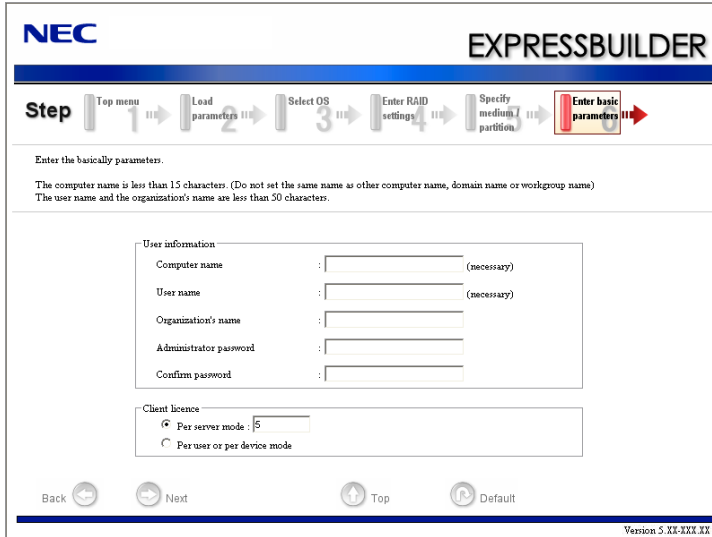 NEC
EXPRESSBUILDER
Step
Top menu 1
Load parameters 2
Select OS 3
Enter RAID settings 4
Specify medium / partition 5
Enter basic parameters 6
Enter the basically parameters.
The computer name is less than 15 characters. (Do not set the same name as other computer name, domain name or workgroup name)
The user name and the organization's name are less than 50 characters.
User information
Computer name : (necessary)
User name : (necessary)
Organization's name :
Administrator password :
Confirm password :
Client licence
Per server mode : 5
Per user or per device mode
Back Next Top Default
Version 5.XX-XXX.XX